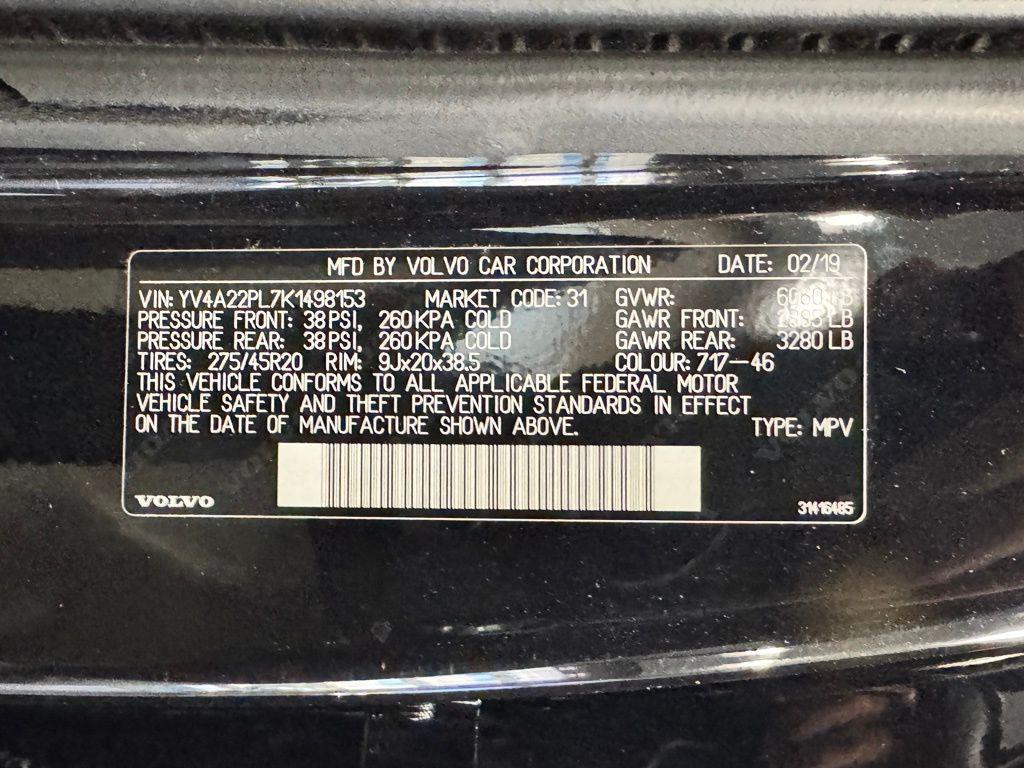 MFD BY VOLVO CAR CORPORATION DATE: 02/19
VIN: YV4A22PL7K1498153 MARKET CODE: 31 GVWR: 6060 LB
PRESSURE FRONT: 38 PSI, 260 KPA COLD GAWR FRONT: LB
PRESSURE REAR: 38 PSI, 260 KPA COLD GAWR REAR: 3280 LB
TIRES: 275/45R20 RIM: 9Jx20x38.5 COLOUR: 717-46
THIS VEHICLE CONFORMS TO ALL APPLICABLE FEDERAL MOTOR
VEHICLE SAFETY AND THEFT PREVENTION STANDARDS IN EFFECT
ON THE DATE OF MANUFACTURE SHOWN ABOVE. TYPE: MPV
VOLVO 31416485